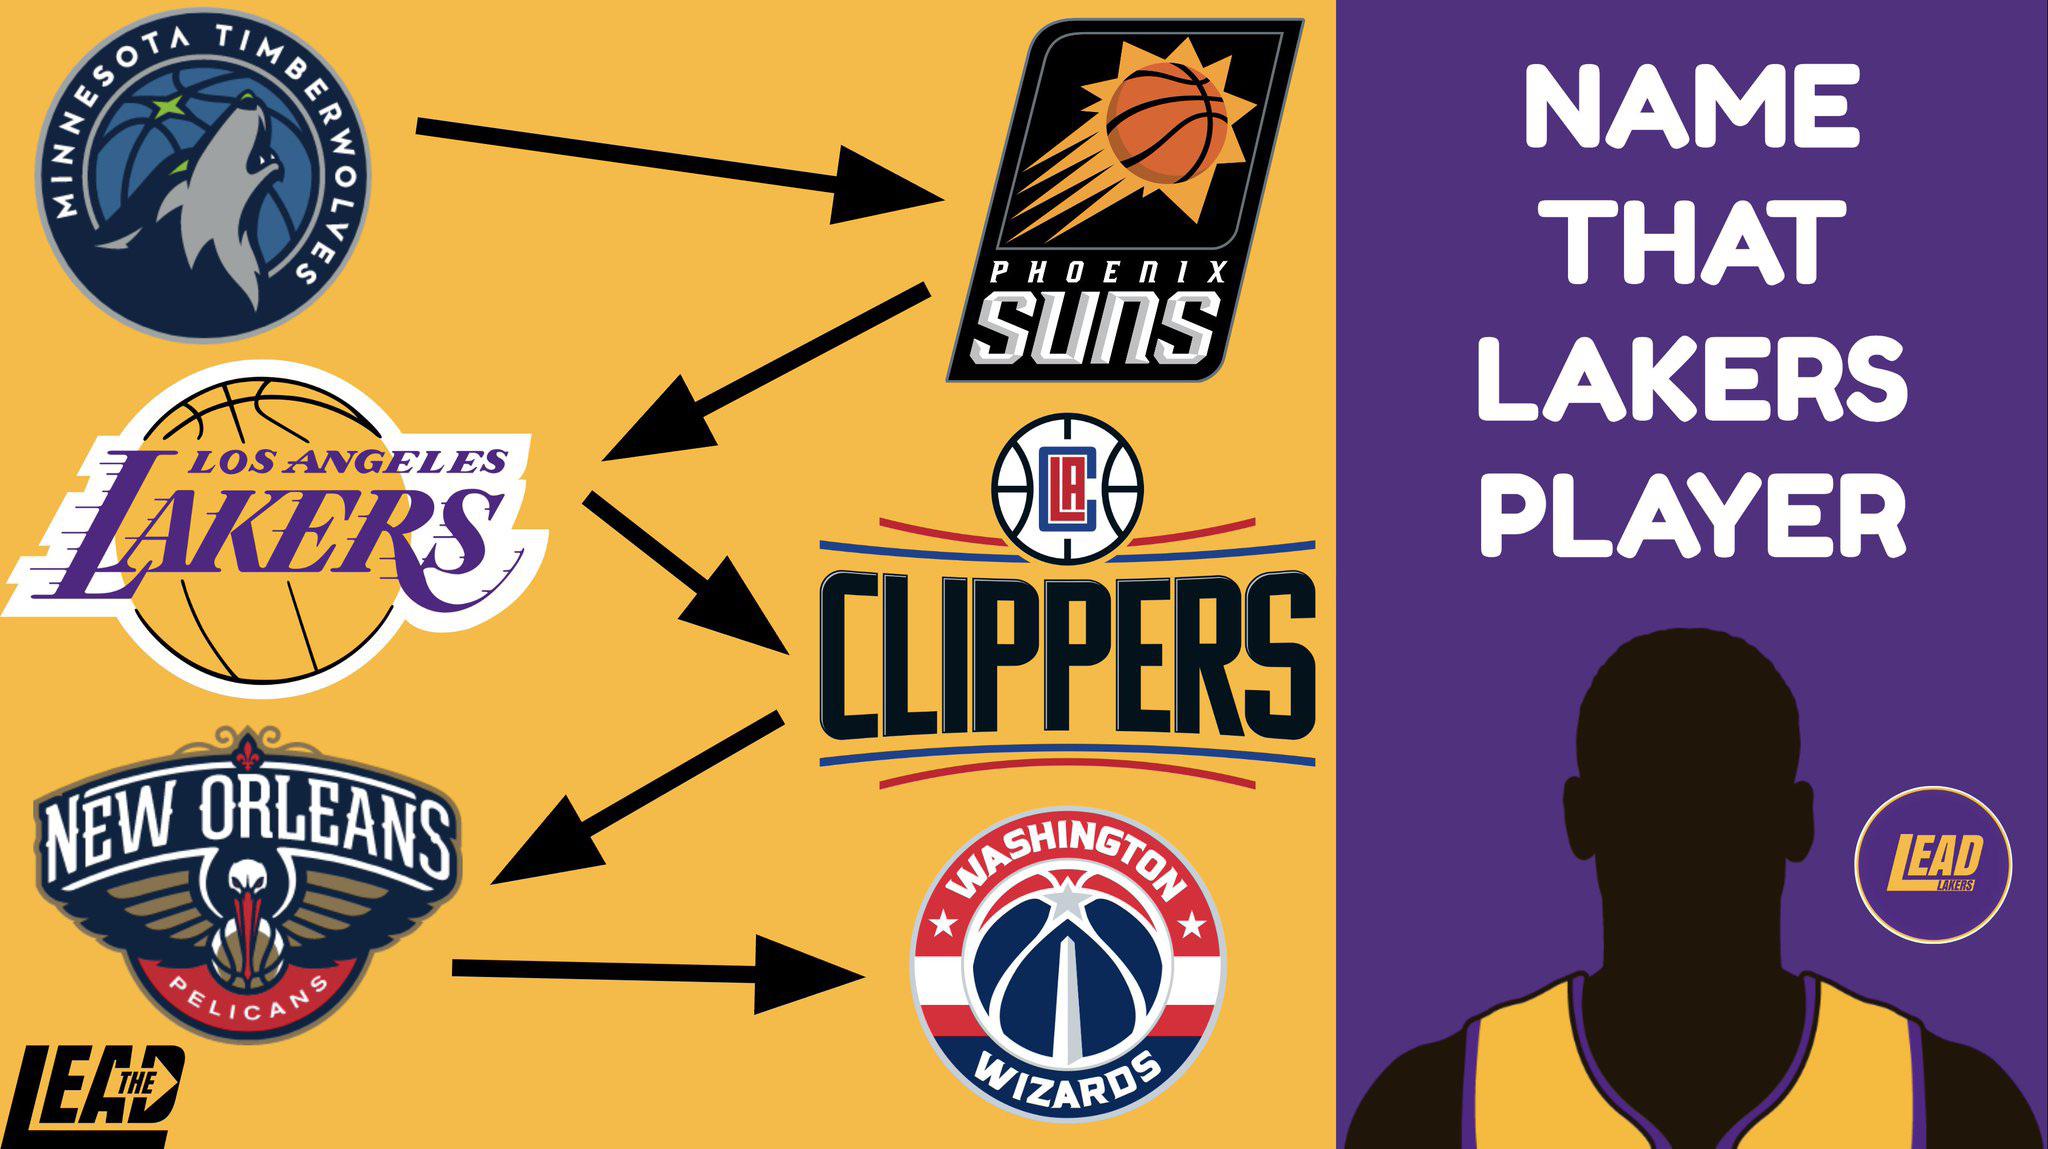 MINNESOTA TIMBERWOLVES
PHOENIX
SUNS
LOS ANGELES
LAKERS
LA
CLIPPERS
NEW ORLEANS
PELICANS
WASHINGTON
WIZARDS
THE
LEAD
NAME
THAT
LAKERS
PLAYER
LEAD
LAKERS